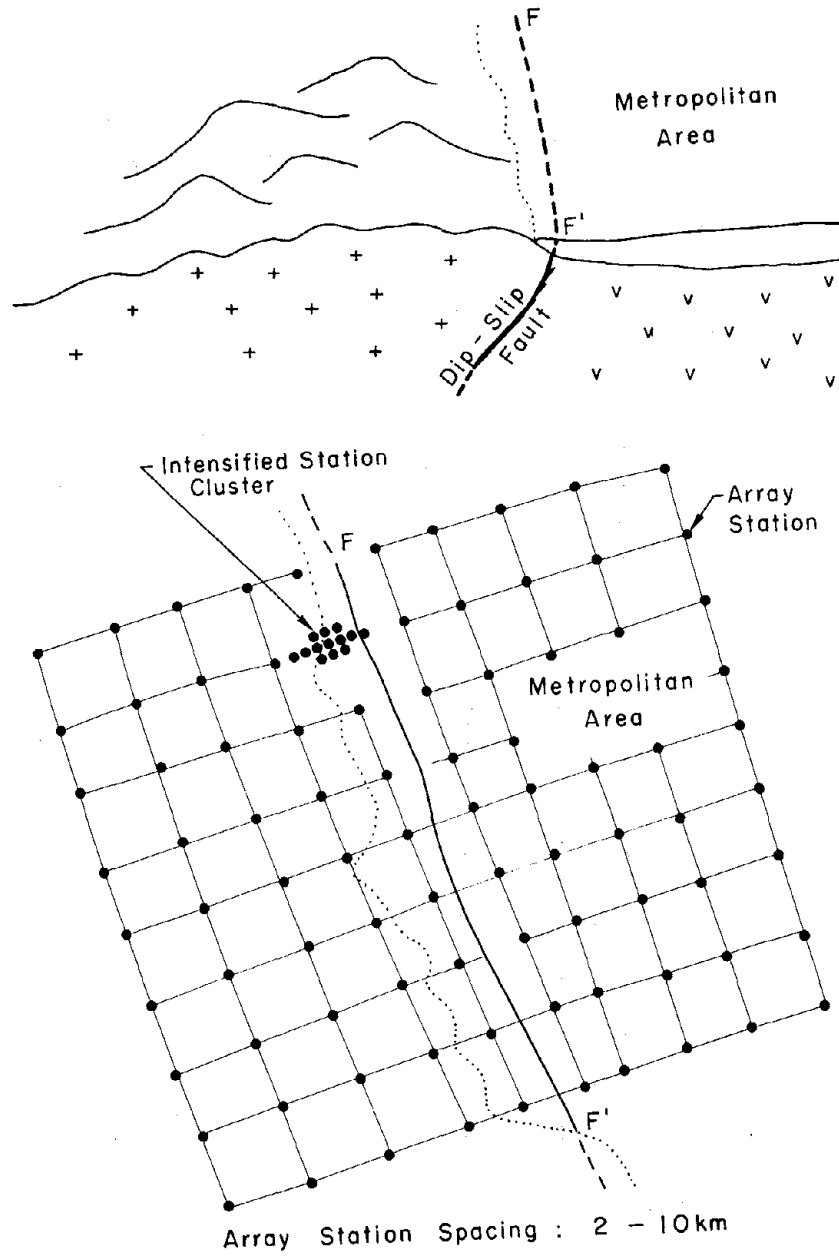 F
Metropolitan
Area
F'
Dip - Slip
Fault
+ + + + + + + + + + +
v v v v v v v v v v
Intensified Station
Cluster
F
Array
Station
Metropolitan
Area
F'
Array Station Spacing : 2 - 10km